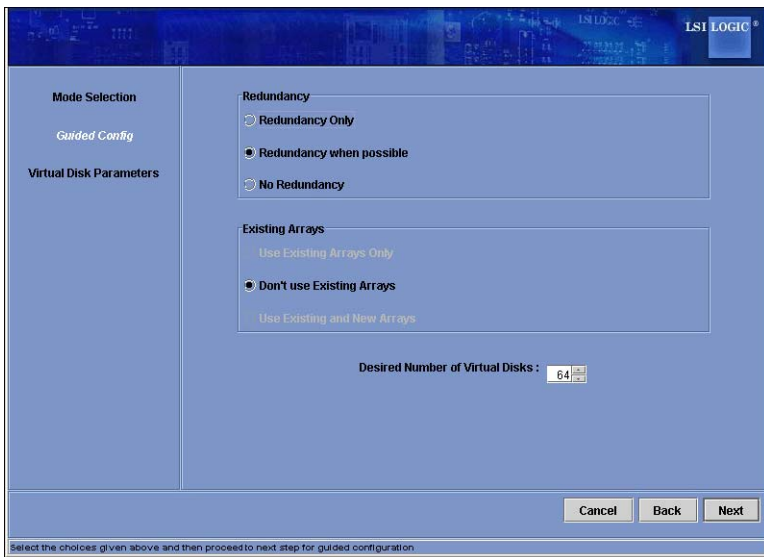 LSI LOGIC
LSI LOGIC ®
Mode Selection
Guided Config
Virtual Disk Parameters
Redundancy
Redundancy Only
Redundancy when possible
No Redundancy
Existing Arrays
Use Existing Arrays Only
Don't use Existing Arrays
Use Existing and New Arrays
Desired Number of Virtual Disks : 64
Cancel Back Next
Select the choices given above and then proceed to next step for guided configuration